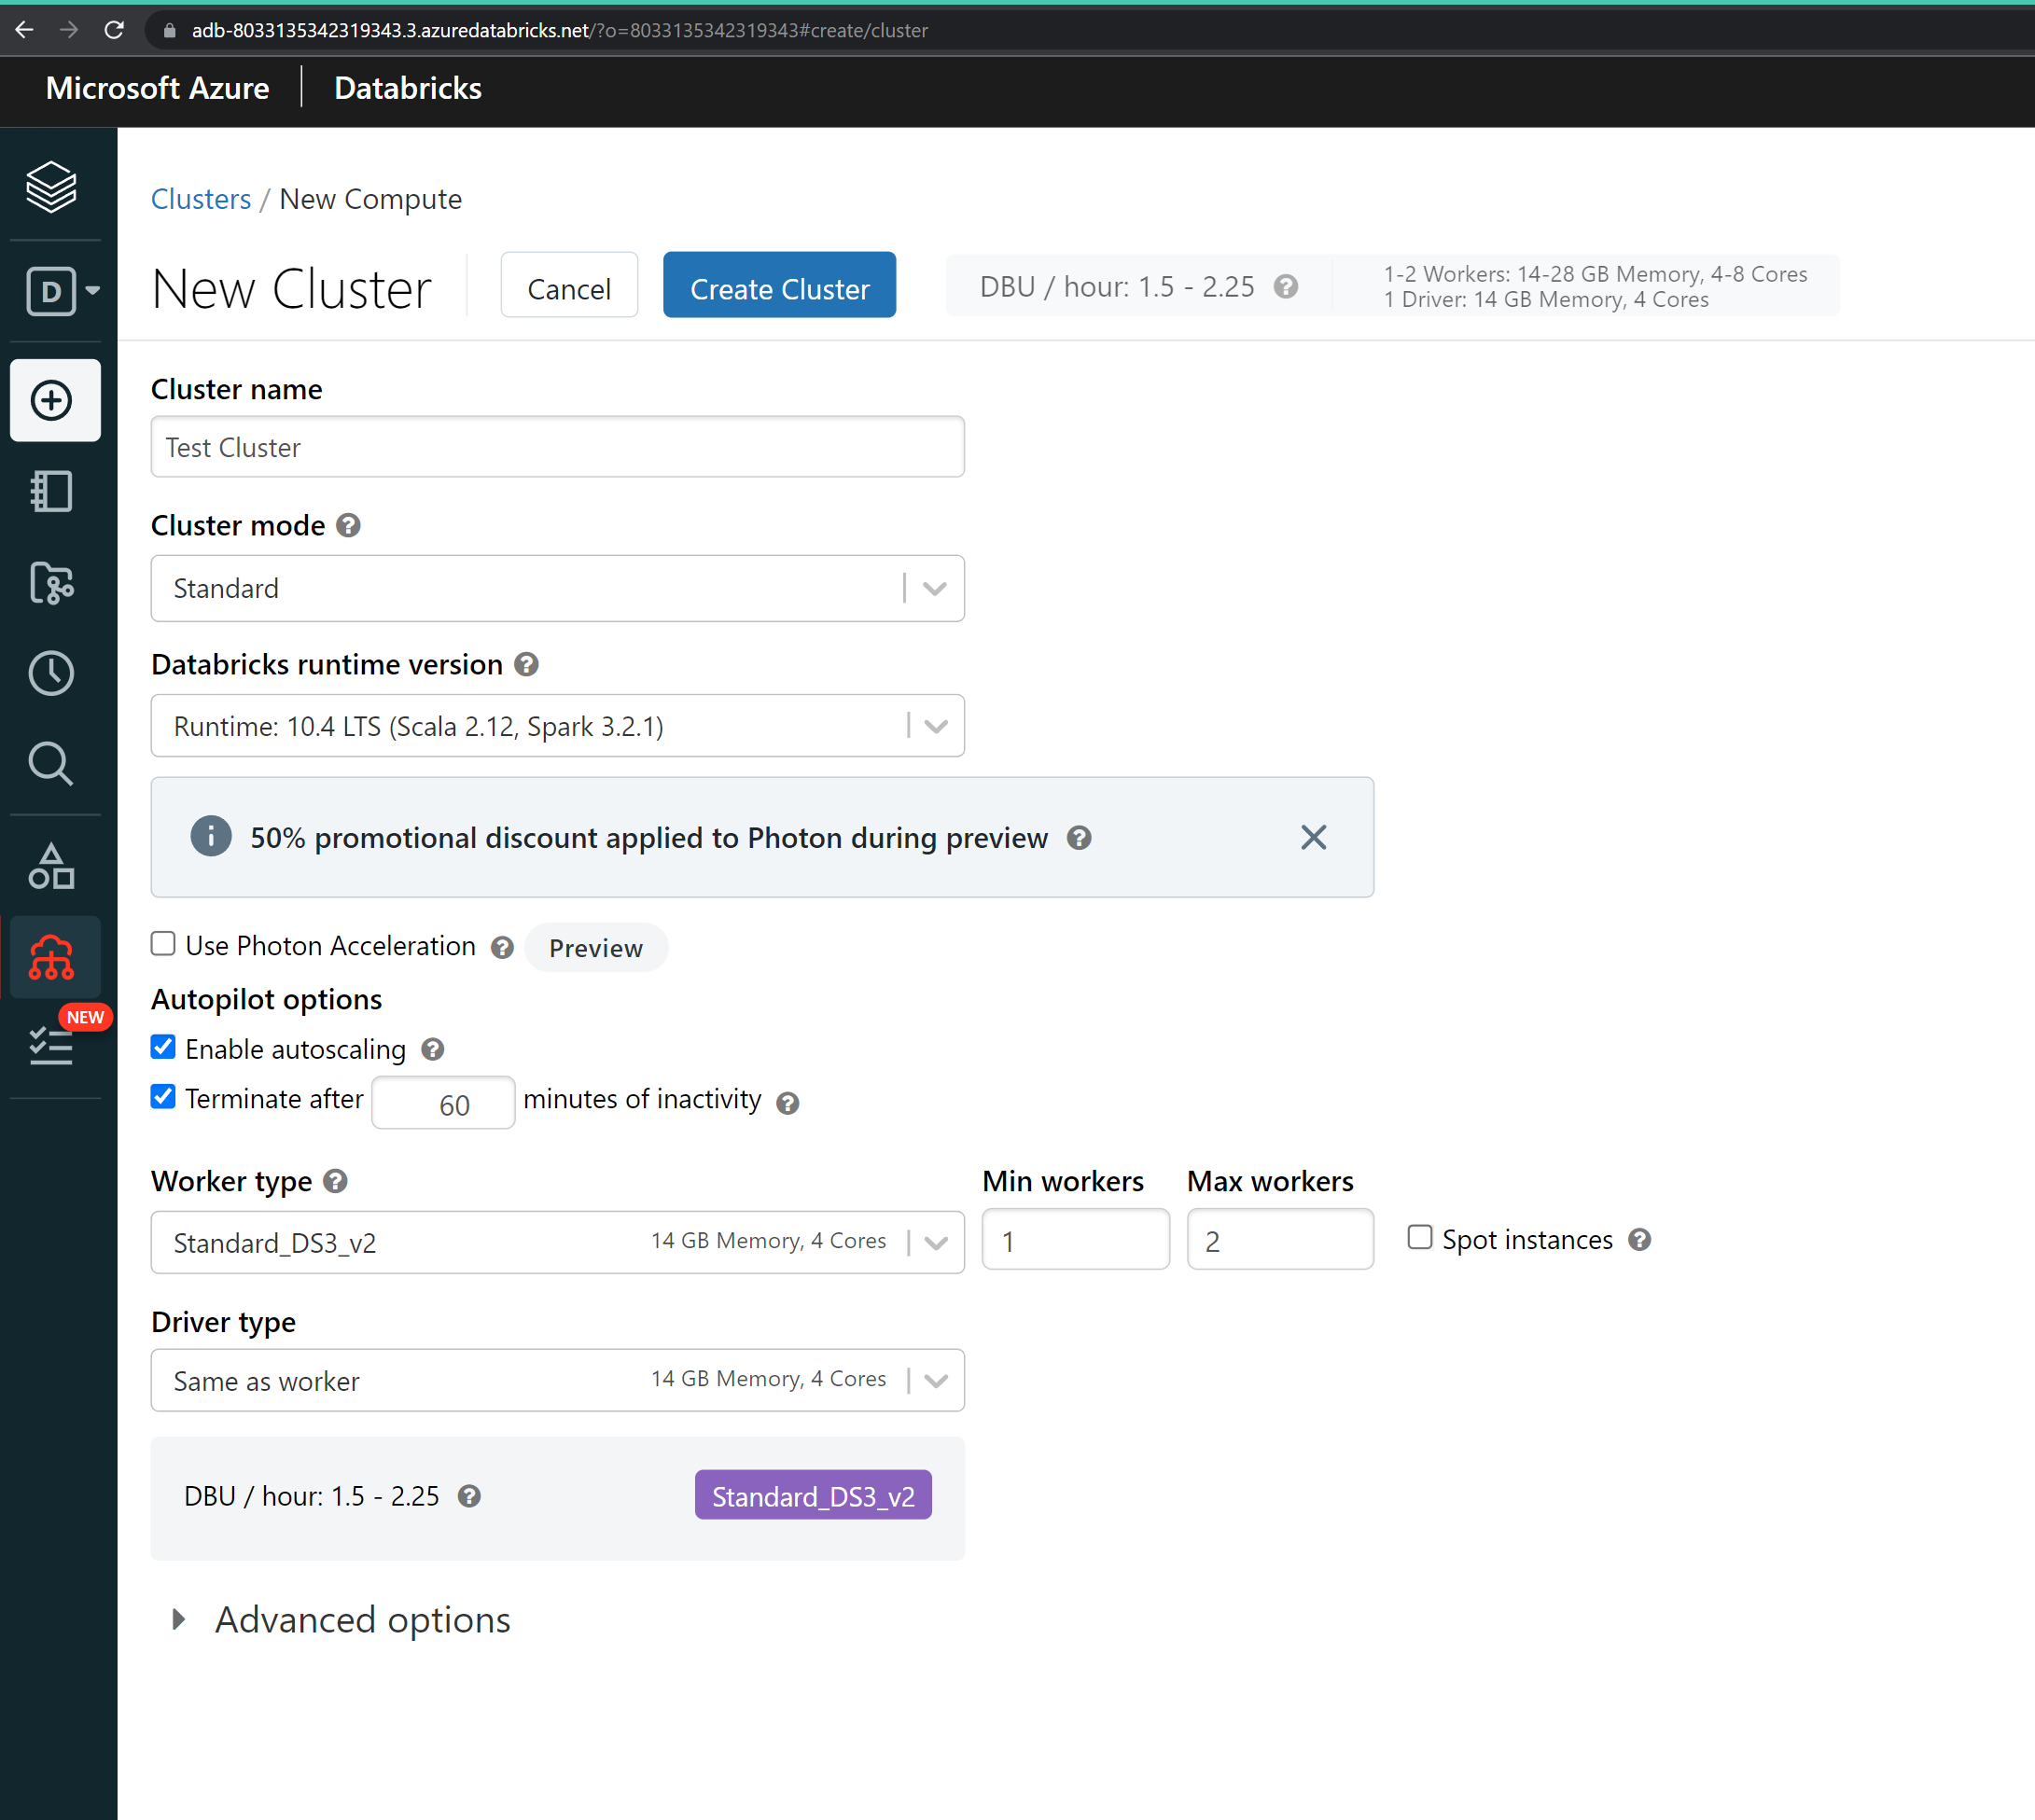 adb-8033135342319343.3.azuredatabricks.net/?o=8033135342319343#create/cluster
Microsoft Azure | Databricks
Clusters / New Compute
New Cluster
Cancel
Create Cluster
DBU / hour: 1.5 - 2.25
1-2 Workers: 14-28 GB Memory, 4-8 Cores
1 Driver: 14 GB Memory, 4 Cores
D
Cluster name
Test Cluster
Cluster mode
Standard
Databricks runtime version
Runtime: 10.4 LTS (Scala 2.12, Spark 3.2.1)
50% promotional discount applied to Photon during preview
Use Photon Acceleration
Preview
Autopilot options
Enable autoscaling
NEW
Terminate after 60 minutes of inactivity
Worker type
Min workers
Max workers
Standard_DS3_v2
14 GB Memory, 4 Cores
1
2
Spot instances
Driver type
Same as worker
14 GB Memory, 4 Cores
DBU / hour: 1.5 - 2.25
Standard_DS3_v2
Advanced options